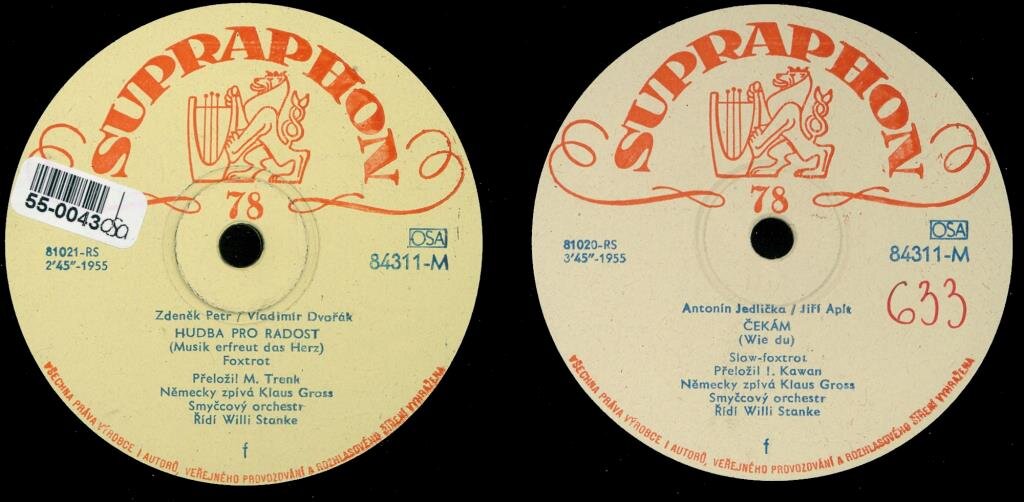 SUPRAPHON
78
55-0043
OSA
81021-RS
2'45"-1955
84311-M
Zdeněk Petr / Vladimír Dvořák
HUDBA PRO RADOST
(Musik erfreut das Herz)
Foxtrot
Přeložil M. Trenk
Německy zpívá Klaus Gross
Smyčcový orchestr
Řídí Willi Stanke
f
VŠECHNA PRÁVA VÝROBCE I AUTORŮ, VEŘEJNÉHO PROVOZOVÁNÍ A ROZHLASOVÉHO ŠÍŘENÍ VYHRAŽENA
SUPRAPHON
78
OSA
81020-RS
3'45"-1955
84311-M
633
Antonín Jedlička / Jiří Aplt
ČEKÁM
(Wie du)
Slow-foxtrot
Přeložil I. Kawan
Německy zpívá Klaus Gross
Smyčcový orchestr
Řídí Willi Stanke
f
VŠECHNA PRÁVA VÝROBCE I AUTORŮ, VEŘEJNÉHO PROVOZOVÁNÍ A ROZHLASOVÉHO ŠÍŘENÍ VYHRAŽENA